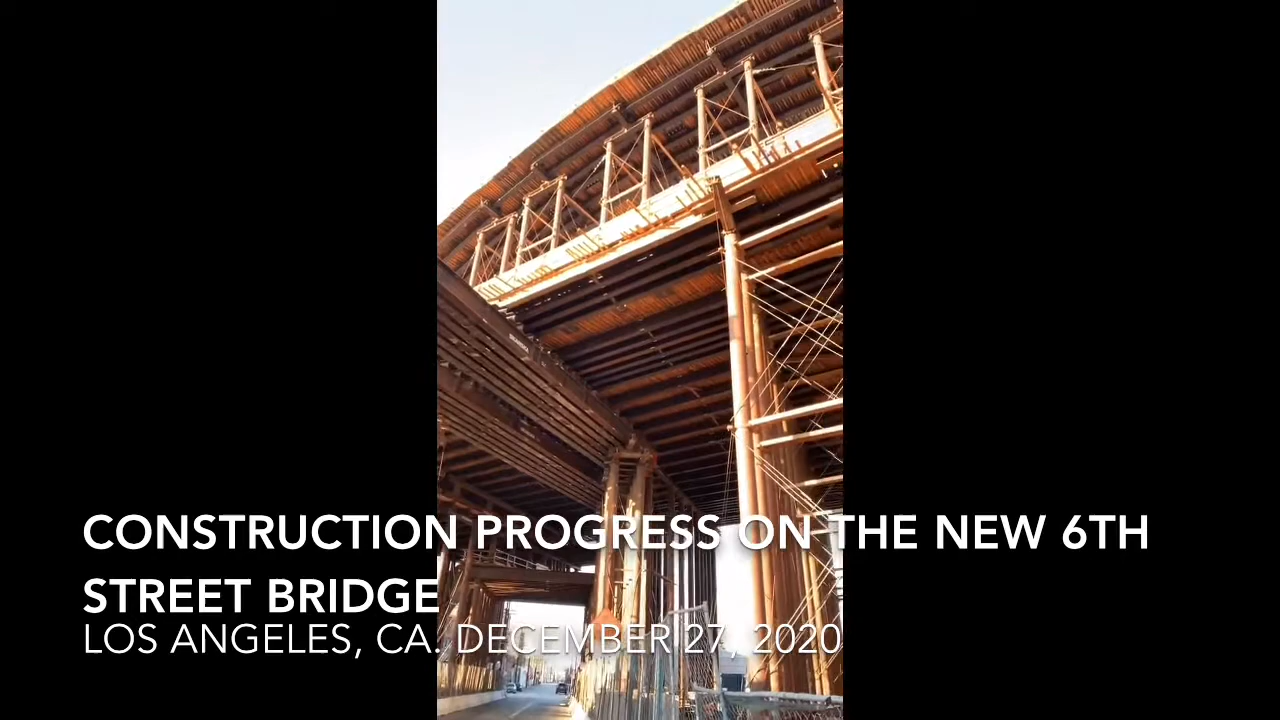 CONSTRUCTION PROGRESS ON THE NEW 6TH
STREET BRIDGE
LOS ANGELES, CA. DECEMBER 27, 2020